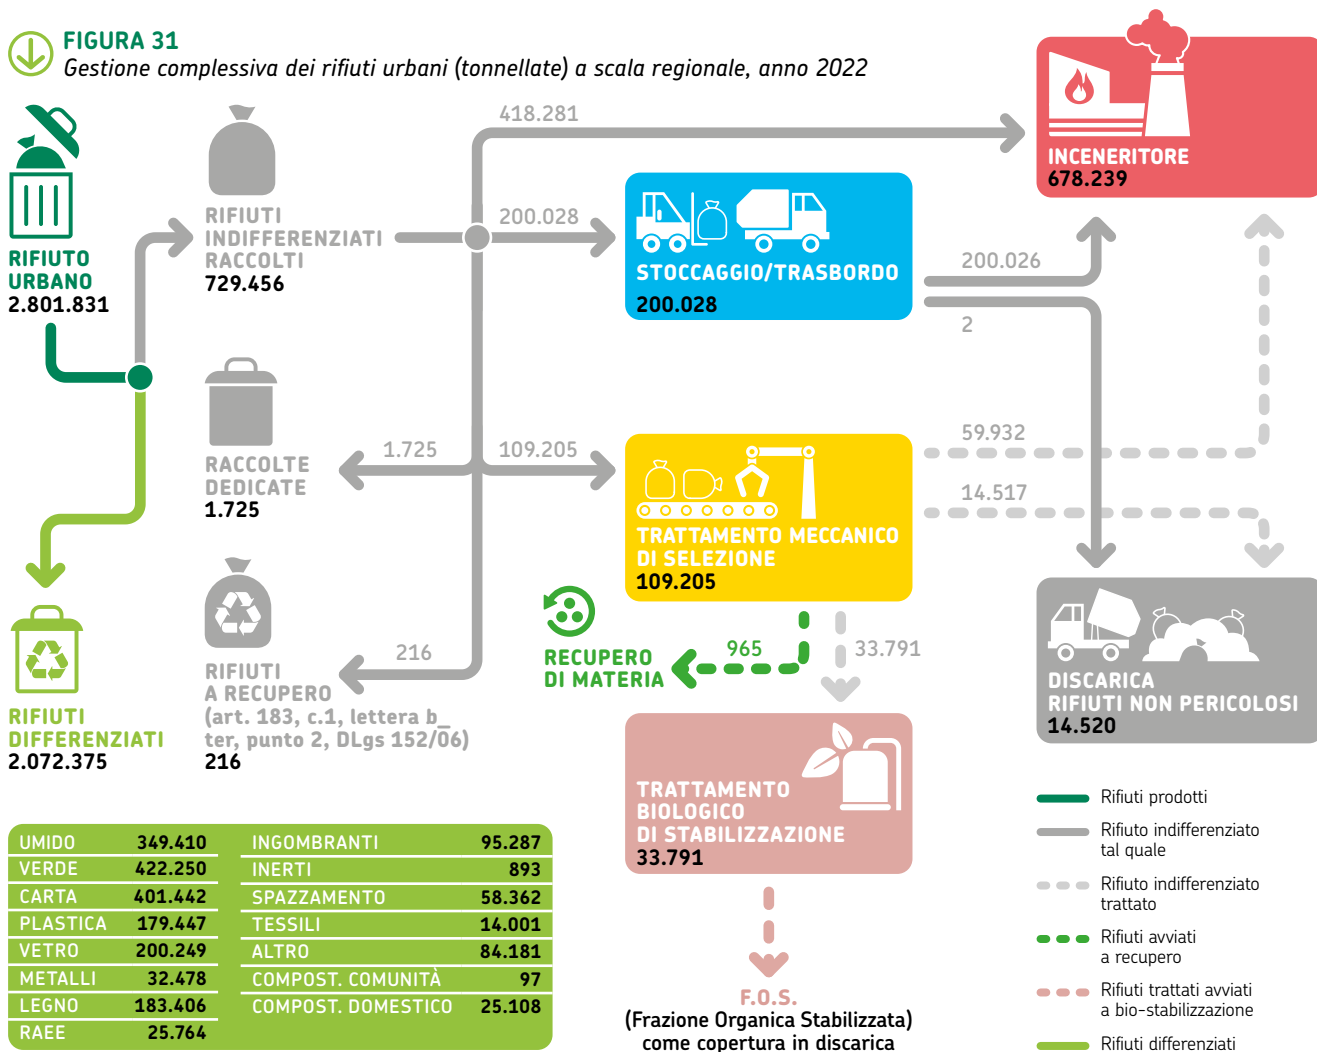 FIGURA 31
Gestione complessiva dei rifiuti urbani (tonnellate) a scala regionale, anno 2022
RIFIUTO
URBANO
2.801.831
RIFIUTI
INDIFFERENZIATI
RACCOLTI
729.456
RACCOLTE
DEDICATE
1.725
RIFIUTI
A RECUPERO
(art. 183, c.1, lettera b_
ter, punto 2, DLgs 152/06)
216
RIFIUTI
DIFFERENZIATI
2.072.375
418.281
200.028
1.725
109.205
216
STOCCAGGIO/TRASBORDO
200.028
200.026
2
INCENERITORE
678.239
TRATTAMENTO MECCANICO
DI SELEZIONE
109.205
59.932
14.517
RECUPERO
DI MATERIA
965
33.791
DISCARICA
RIFIUTI NON PERICOLOSI
14.520
TRATTAMENTO
BIOLOGICO
DI STABILIZZAZIONE
33.791
F.O.S.
(Frazione Organica Stabilizzata)
come copertura in discarica
UMIDO 349.410
VERDE 422.250
CARTA 401.442
PLASTICA 179.447
VETRO 200.249
METALLI 32.478
LEGNO 183.406
RAEE 25.764
INGOMBRANTI 95.287
INERTI 893
SPAZZAMENTO 58.362
TESSILI 14.001
ALTRO 84.181
COMPOST. COMUNITÀ 97
COMPOST. DOMESTICO 25.108
Rifiuti prodotti
Rifiuto indifferenziato
tal quale
Rifiuto indifferenziato
trattato
Rifiuti avviati
a recupero
Rifiuti trattati avviati
a bio-stabilizzazione
Rifiuti differenziati